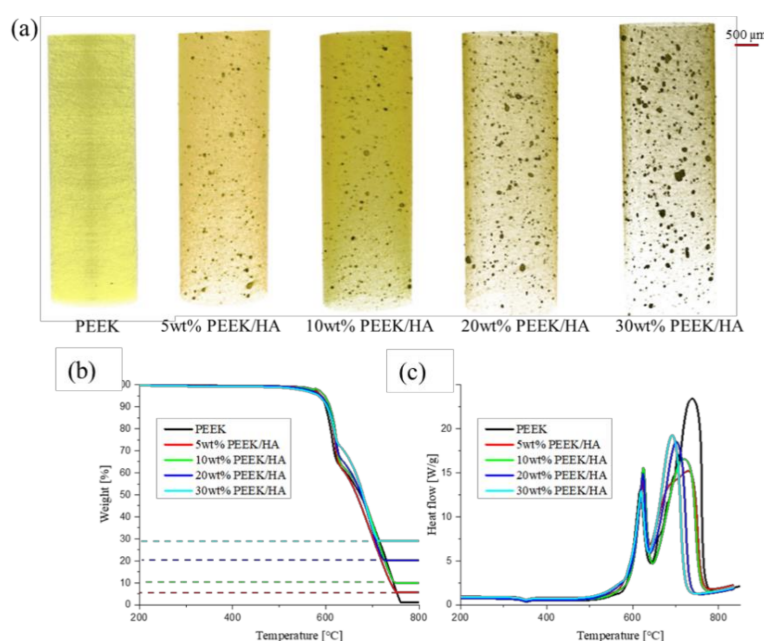 (a)
500 μm
PEEK
5wt% PEEK/HA
10wt% PEEK/HA
20wt% PEEK/HA
30wt% PEEK/HA
(b)
00
90
80
70
60
50
40
30
20
10
0
Weight [%]
PEEK
5wt% PEEK/HA
10wt% PEEK/HA
20wt% PEEK/HA
30wt% PEEK/HA
200
400
600
800
Temperature [°C]
(c)
25
20
15
10
5
0
Heat flow [W/g]
PEEK
5wt% PEEK/HA
10wt% PEEK/HA
20wt% PEEK/HA
30wt% PEEK/HA
200
400
600
800
Temperature [°C]